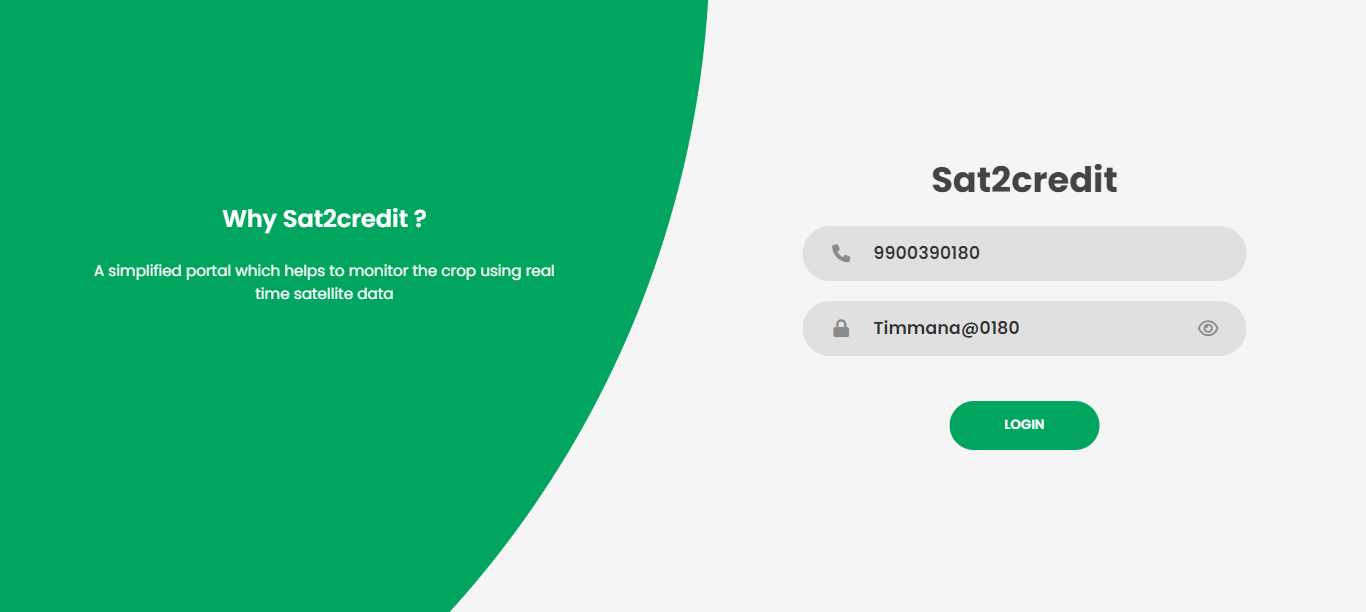 Why Sat2credit ?
A simplified portal which helps to monitor the crop using real
time satellite data
Sat2credit
9900390180
Timmana@0180
LOGIN